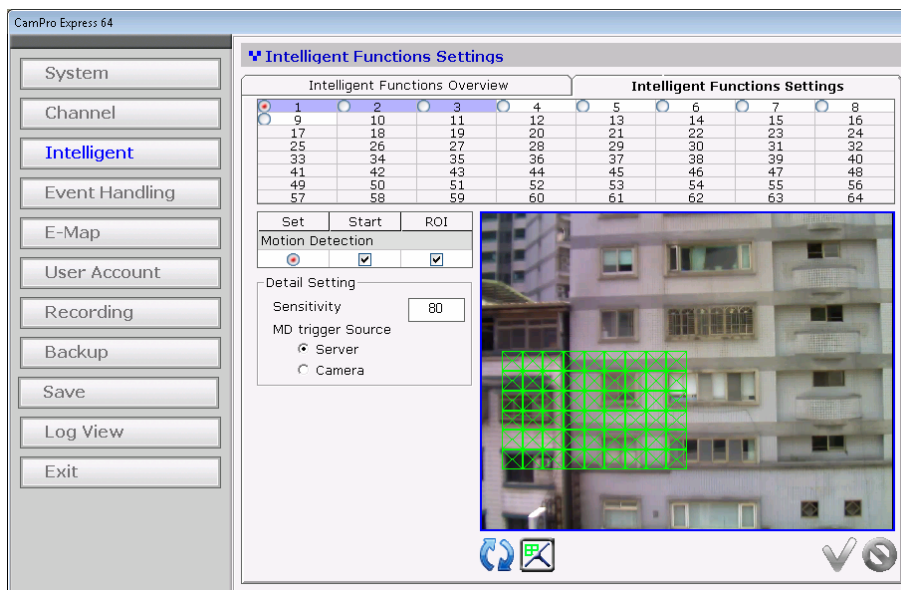 CamPro Express 64
System
Channel
Intelligent
Event Handling
E-Map
User Account
Recording
Backup
Save
Log View
Exit
Intelligent Functions Settings
Intelligent Functions Overview
Intelligent Functions Settings
1 2 3 4 5 6 7 8
9 10 11 12 13 14 15 16
17 18 19 20 21 22 23 24
25 26 27 28 29 30 31 32
33 34 35 36 37 38 39 40
41 42 43 44 45 46 47 48
49 50 51 52 53 54 55 56
57 58 59 60 61 62 63 64
Set Start ROI
Motion Detection
Detail Setting
Sensitivity 80
MD trigger Source
Server
Camera